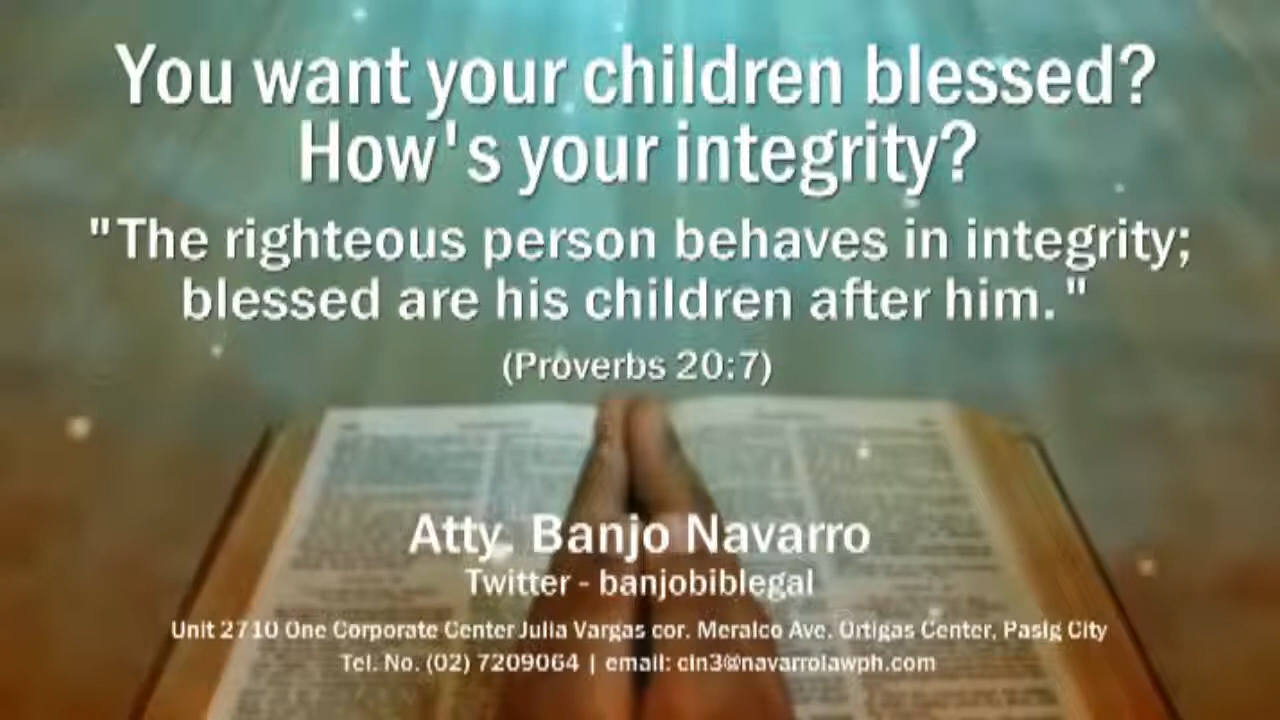 You want your children blessed?
How's your integrity?
"The righteous person behaves in integrity;
blessed are his children after him."
(Proverbs 20:7)
Atty. Banjo Navarro
Twitter - banjobiblegal
Unit 2710 One Corporate Center Julia Vargas cor. Meralco Ave. Ortigas Center, Pasig City
Tel. No. (02) 7209064 | email: cln3@navarrolawph.com